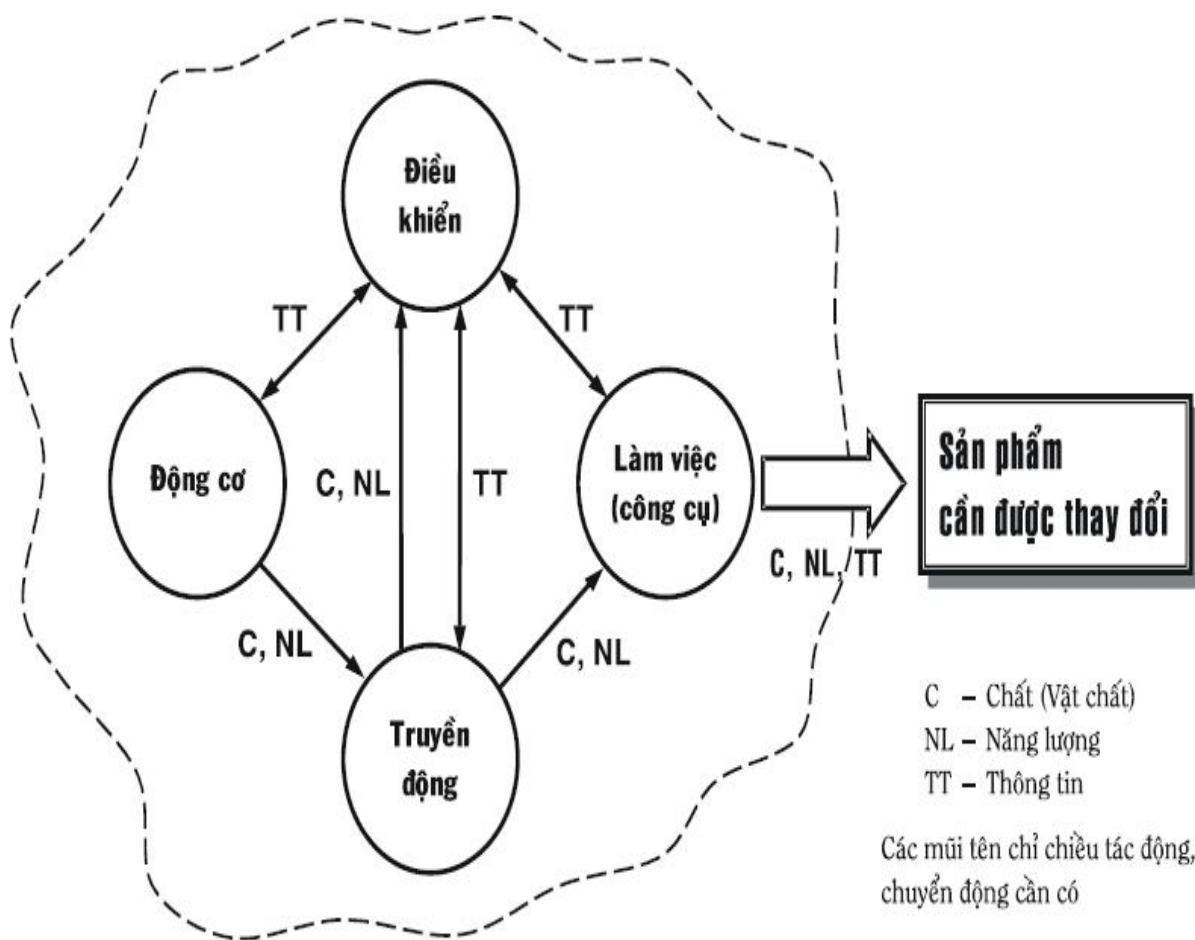 Điều
khiển
TT
TT
Động cơ
C, NL
TT
Làm việc
(công cụ)
Sản phẩm
cần được thay đổi
C, NL, TT
C, NL
C, NL
Truyền
động
C – Chất (Vật chất)
NL – Năng lượng
TT – Thông tin
Các mũi tên chỉ chiều tác động,
chuyển động cần có